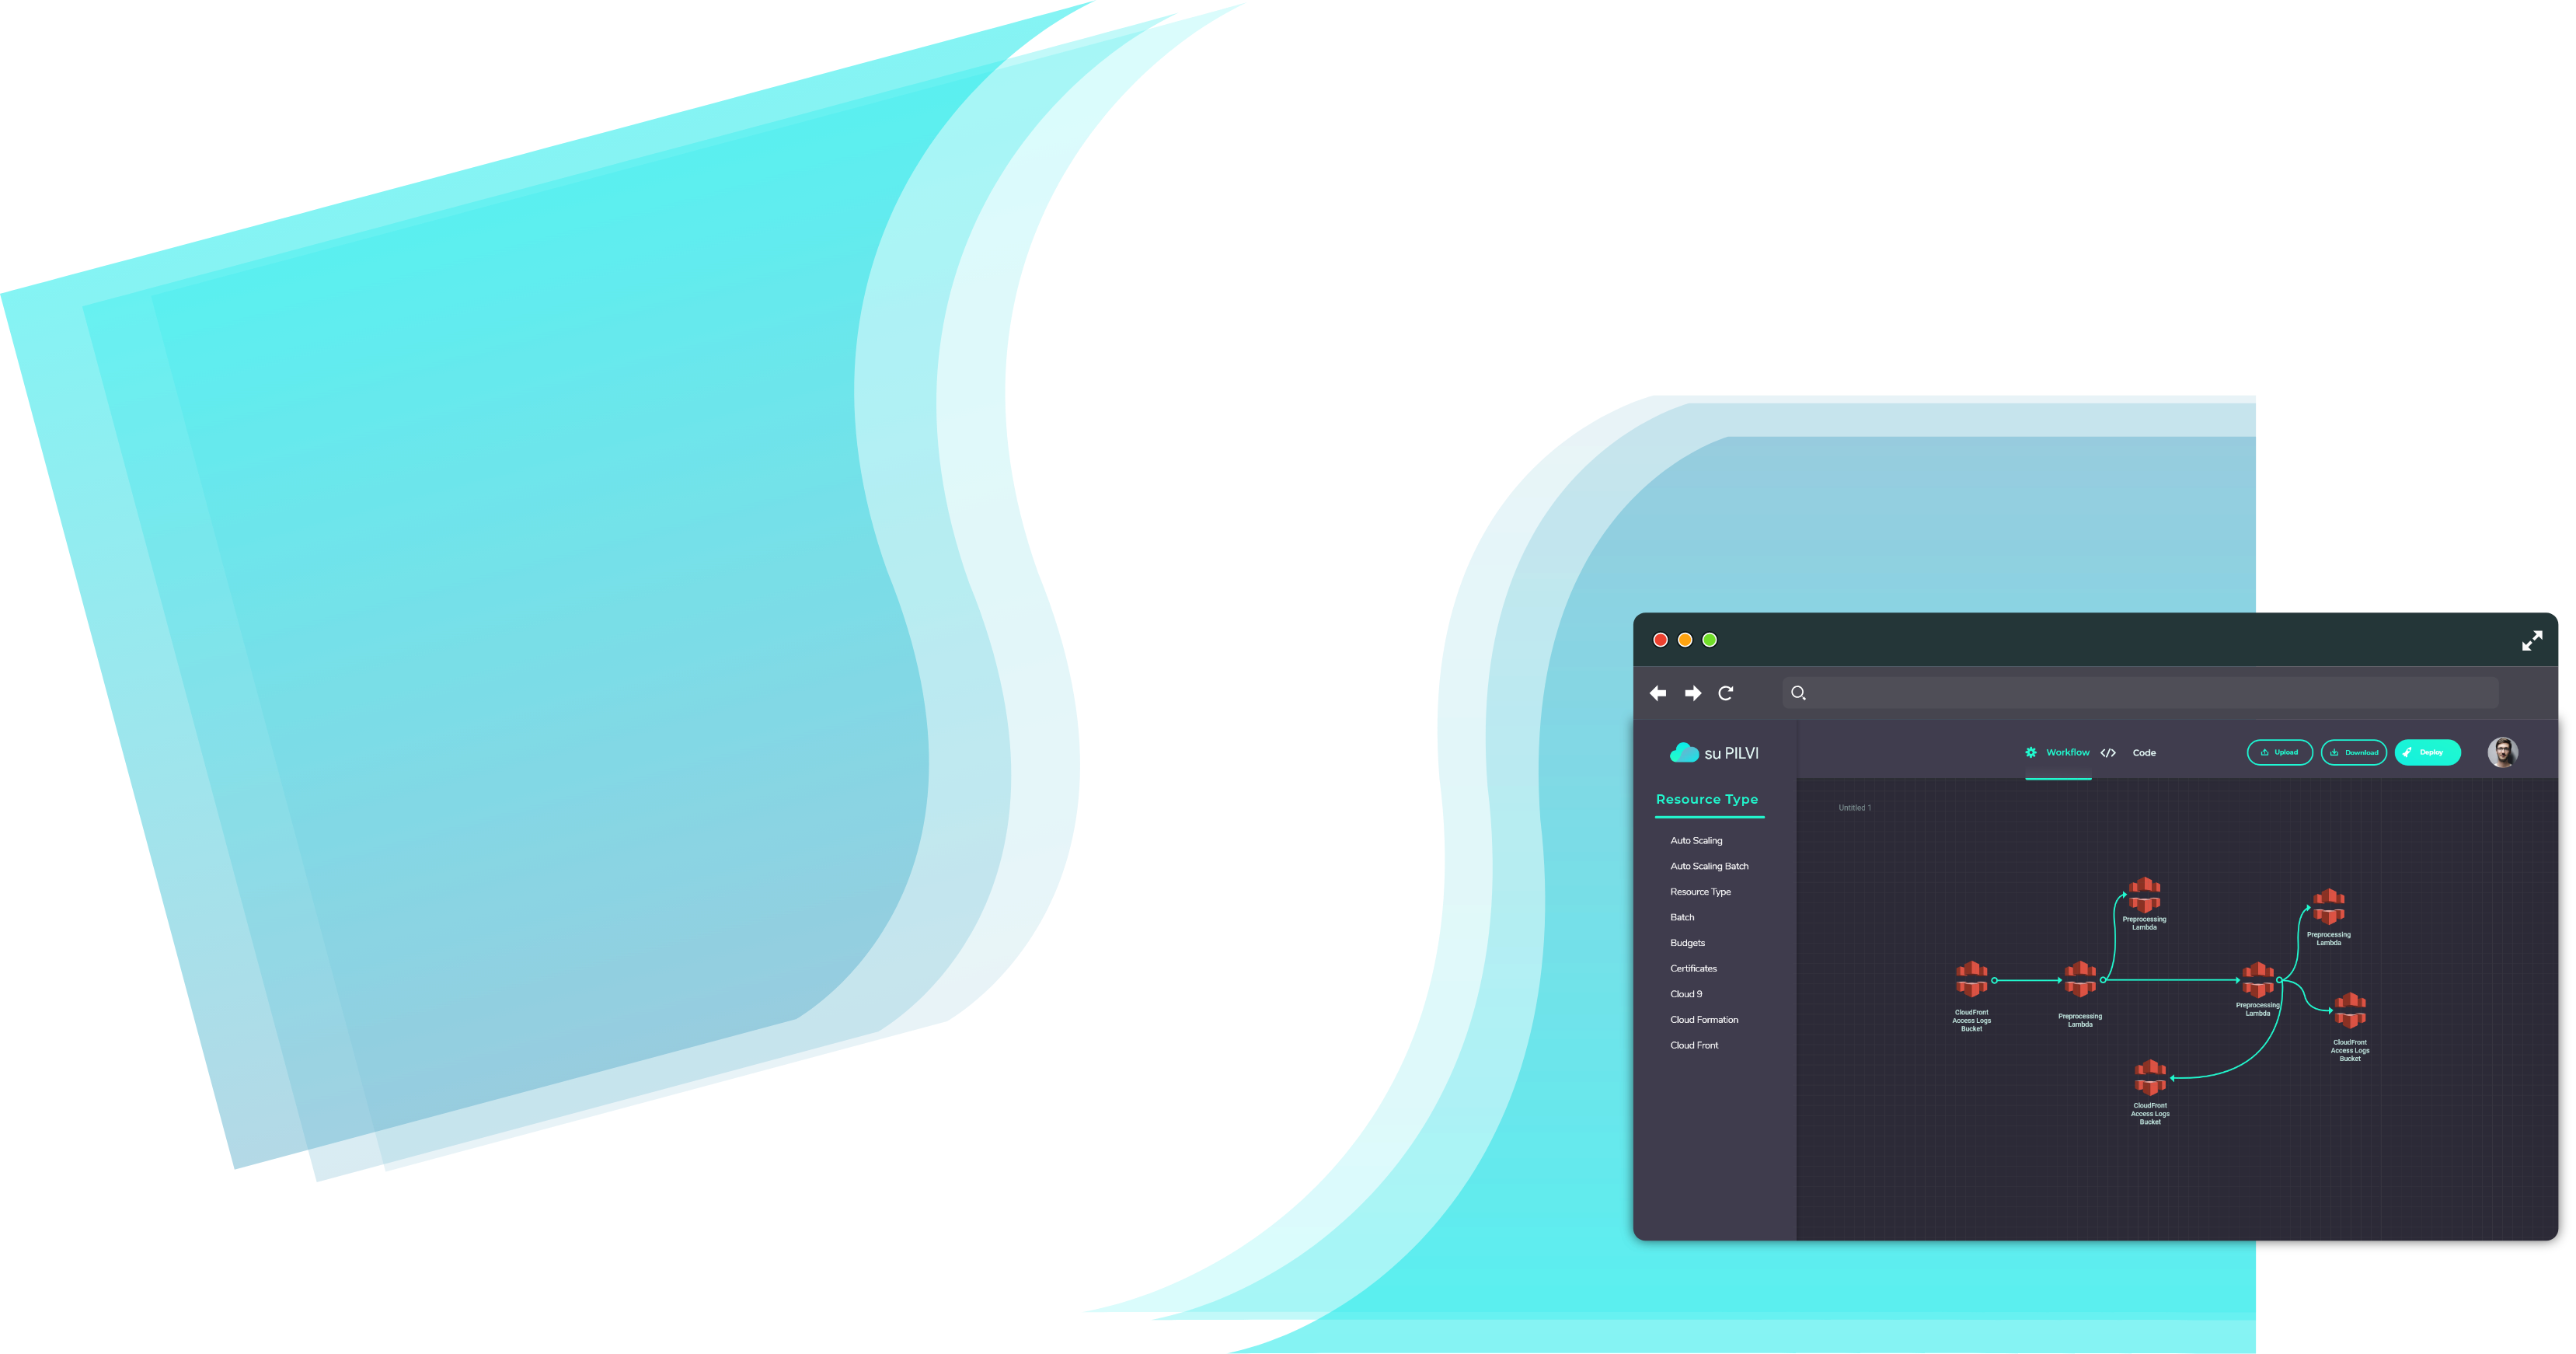 su PILVI
Workflow
Code
Upload
Download
Deploy
Resource Type
Untitled 1
Auto Scaling
Auto Scaling Batch
Resource Type
Batch
Budgets
Certificates
Cloud 9
Cloud Formation
Cloud Front
Preprocessing
Lambda
Preprocessing
Lambda
CloudFront
Access Logs
Bucket
Preprocessing
Lambda
Preprocessing
Lambda
CloudFront
Access Logs
Bucket
CloudFront
Access Logs
Bucket